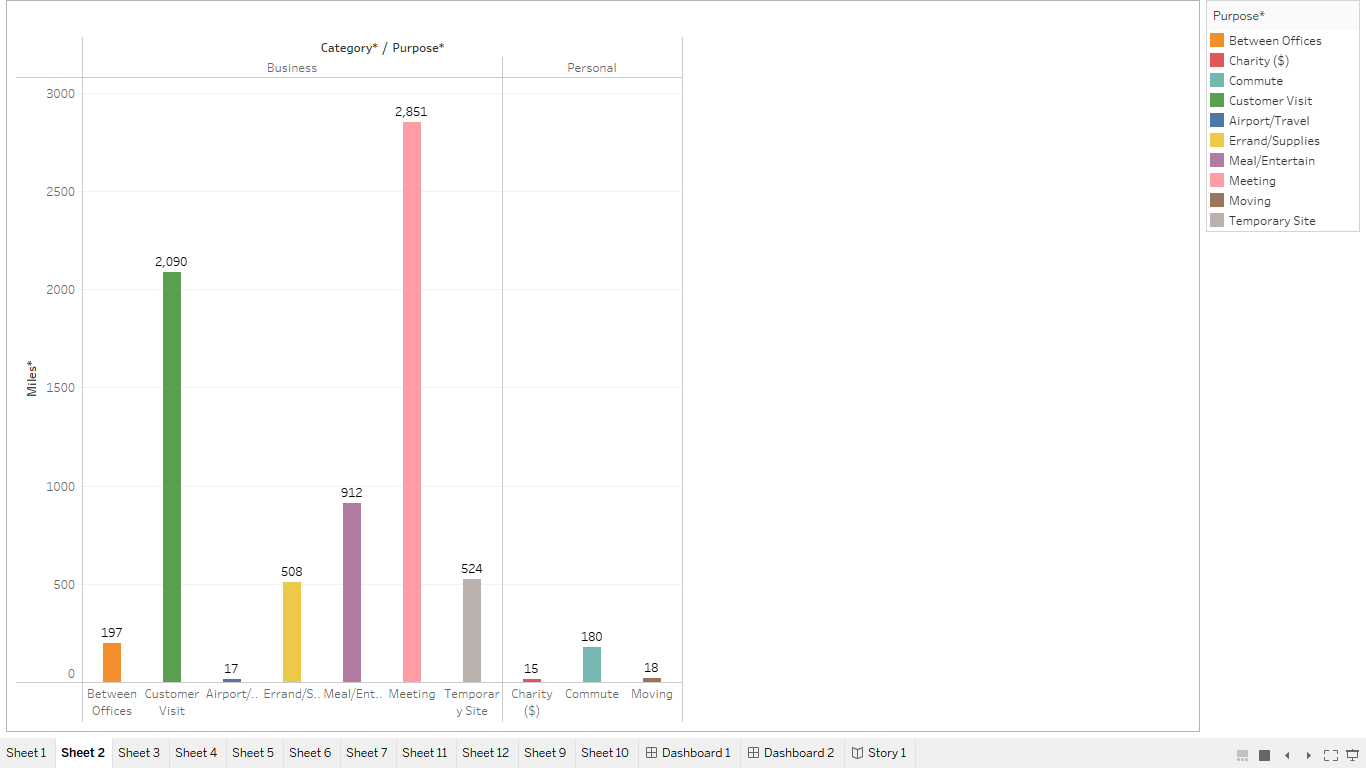 Category* / Purpose*
Business
Personal
3000
2500
2000
1500
1000
500
0
Miles*
197
2,090
17
508
912
2,851
524
15
180
18
Between Offices
Customer Visit
Airport/..
Errand/S..
Meal/Ent..
Meeting
Temporar
y Site
Charity ($)
Commute
Moving
Purpose*
Between Offices
Charity ($)
Commute
Customer Visit
Airport/Travel
Errand/Supplies
Meal/Entertain
Meeting
Moving
Temporary Site
Sheet 1 Sheet 2 Sheet 3 Sheet 4 Sheet 5 Sheet 6 Sheet 7 Sheet 11 Sheet 12 Sheet 9 Sheet 10 Dashboard 1 Dashboard 2 Story 1